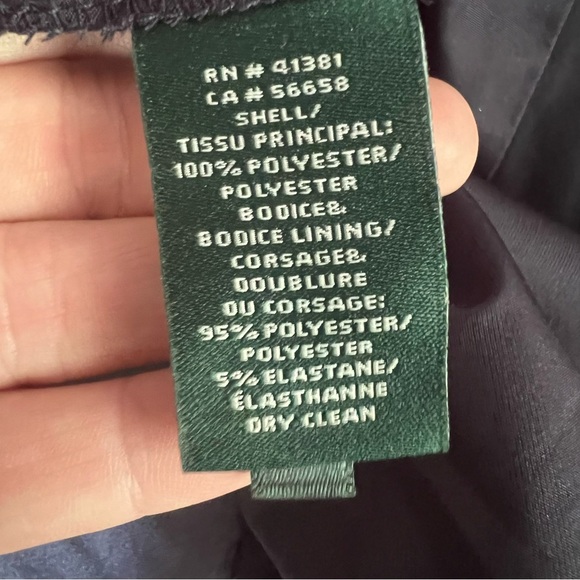 RN # 41381
CA # 56658
SHELL/
TISSU PRINCIPAL:
100% POLYESTER/
POLYESTER
BODICE&
BODICE LINING/
CORSAGE&
DOUBLURE
DU CORSAGE:
95% POLYESTER/
POLYESTER
5% ELASTANE/
ÉLASTHANNE
DRY CLEAN